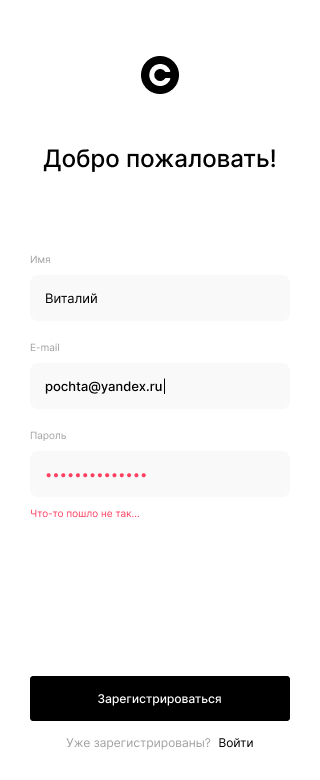 C
Добро пожаловать!
Имя
Виталий
E-mail
pochta@yandex.ru
Пароль
••••••••••••••
Что-то пошло не так...
Зарегистрироваться
Уже зарегистрированы? Войти